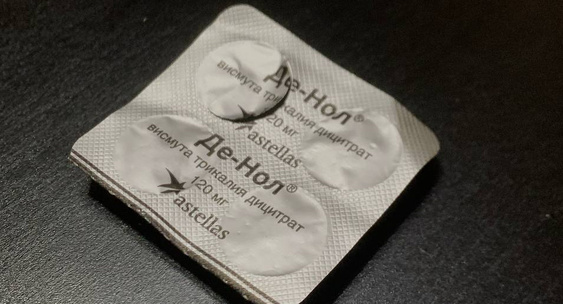 Де-Нол®
висмута трикалия дицитрат
120 мг
astellas
Де-Нол®
висмута трикалия дицитрат
120 мг
astellas